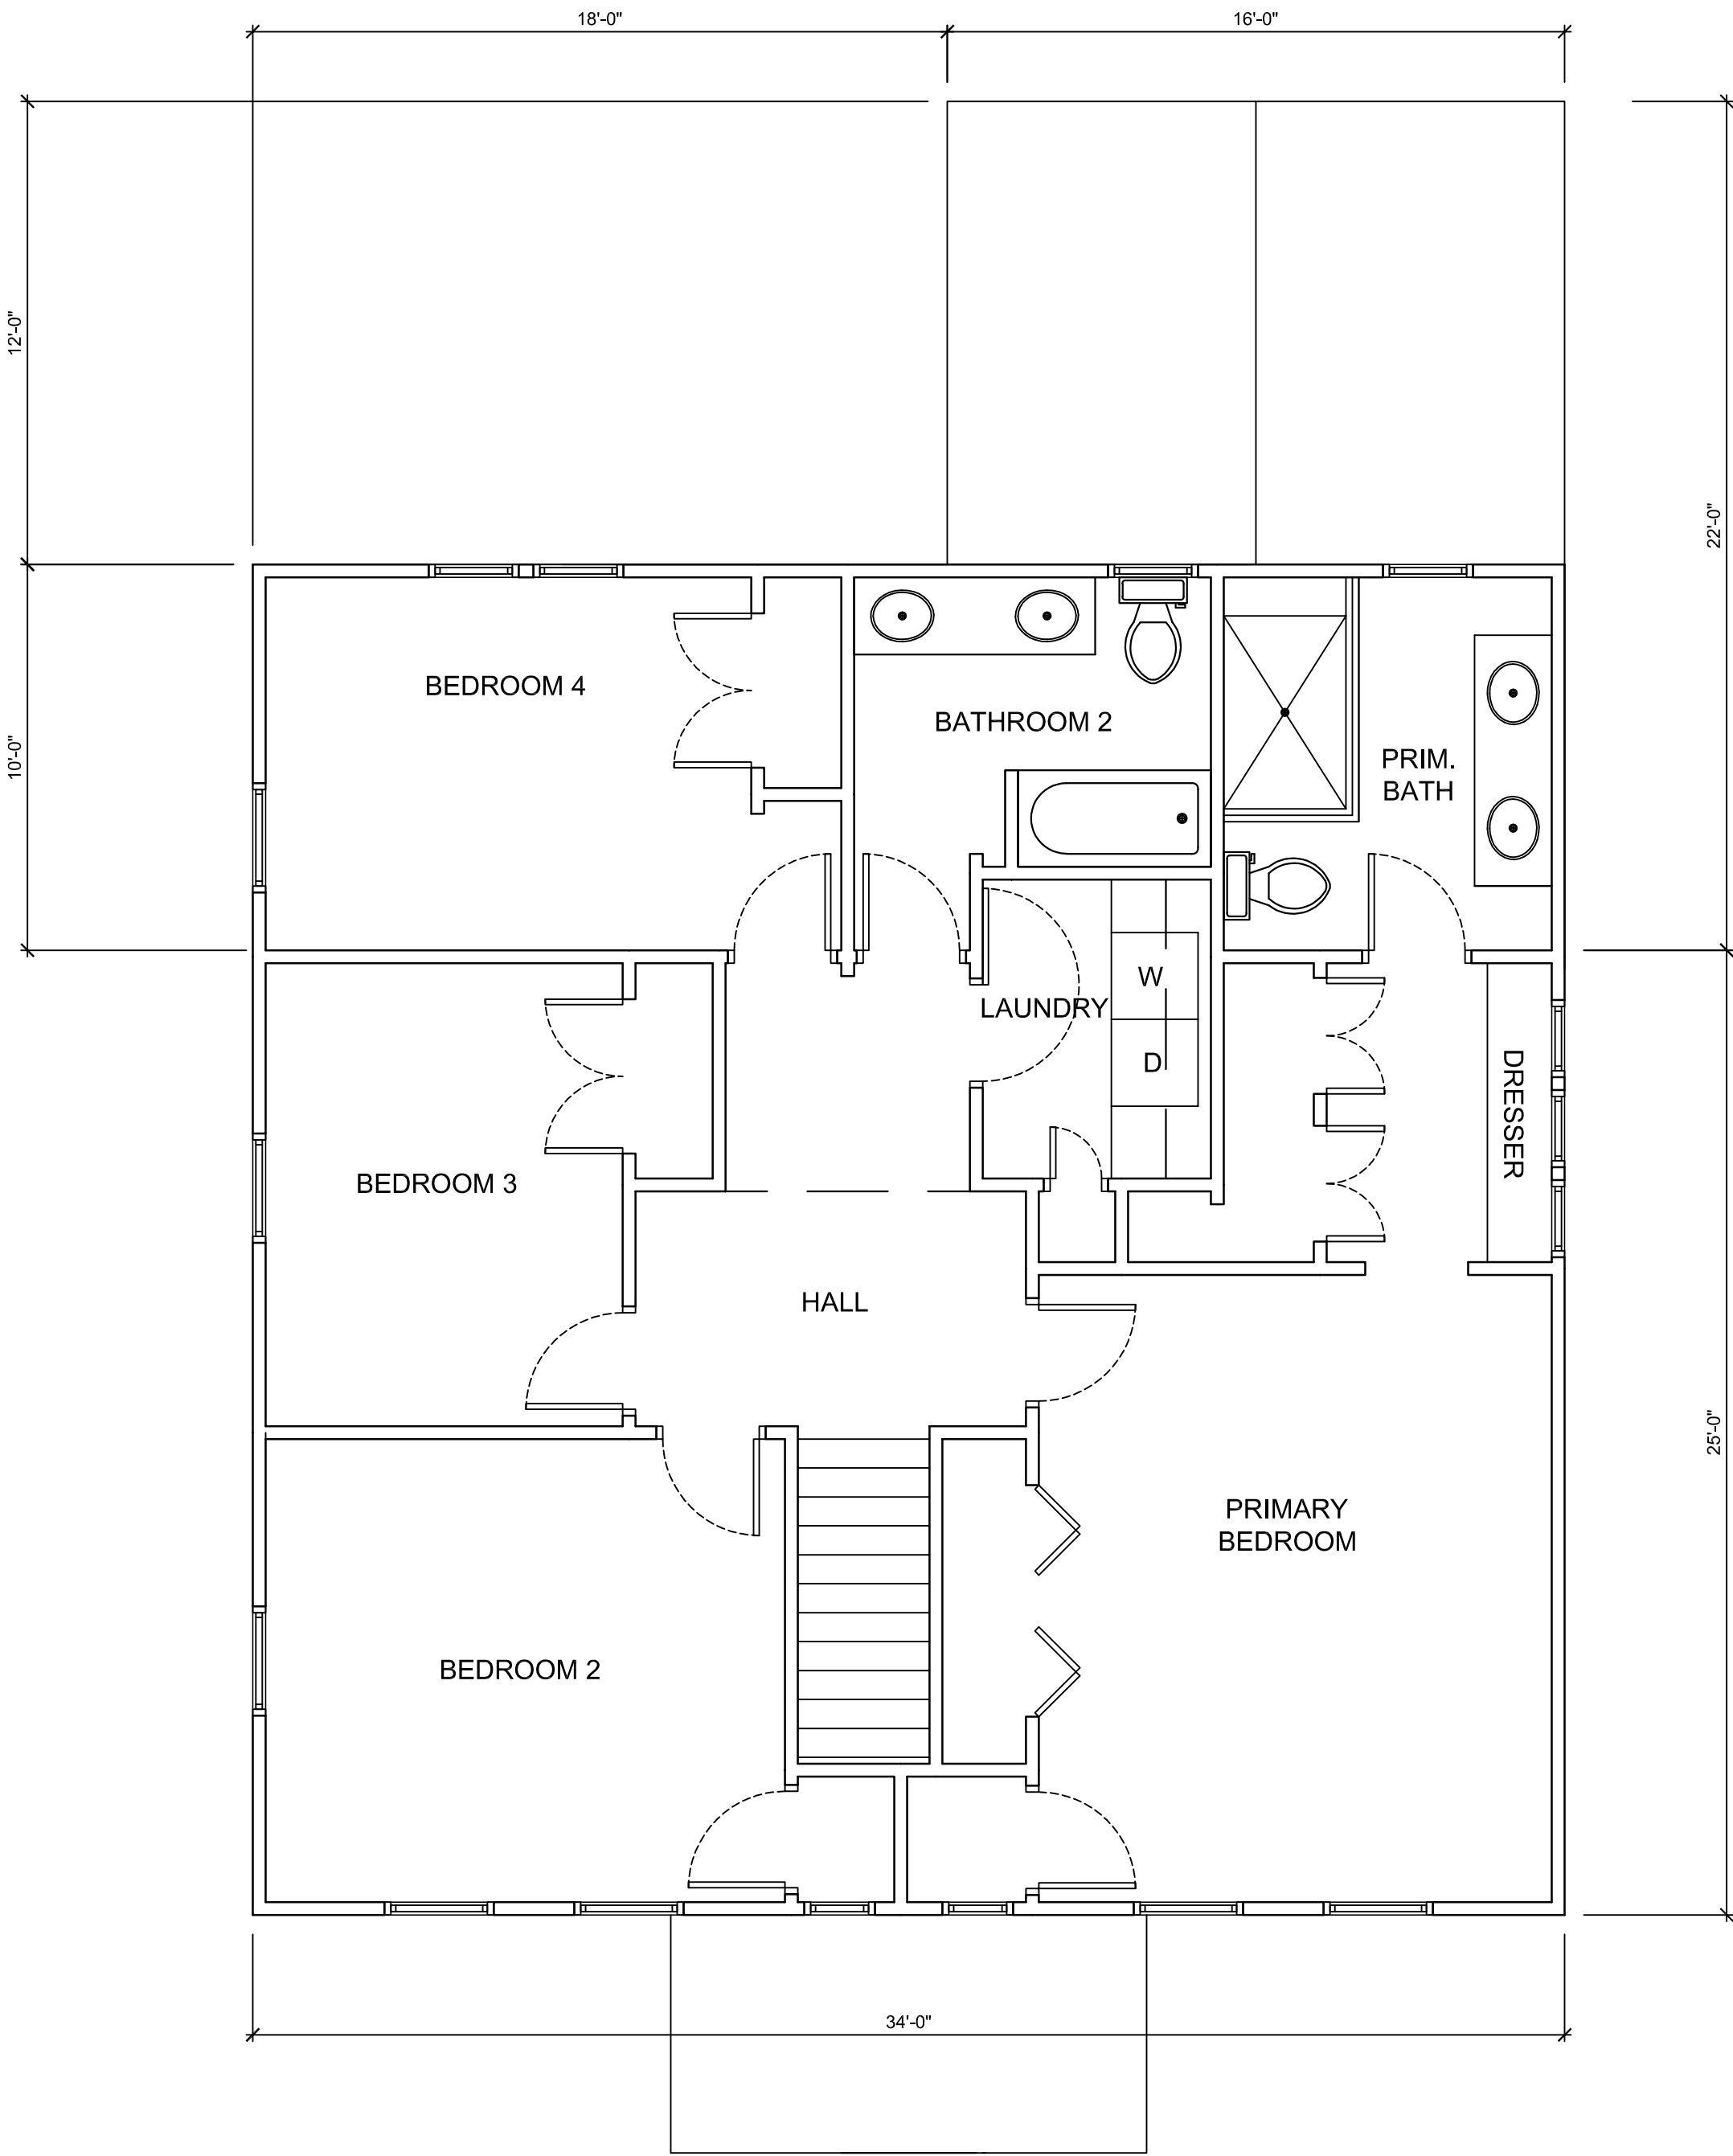 18'-0"
16'-0"
12'-0"
22'-0"
BEDROOM 4
BATHROOM 2
10'-0"
PRIM.
BATH
W
LAUNDRY
D
DRESSER
BEDROOM 3
HALL
25'-0"
PRIMARY
BEDROOM
BEDROOM 2
34'-0"